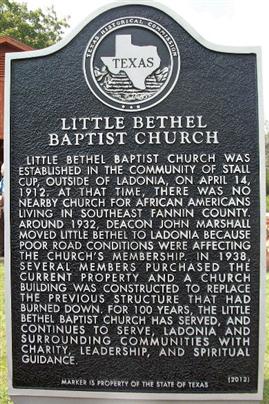 TEXAS HISTORICAL COMMISSION
TEXAS
LITTLE BETHEL
BAPTIST CHURCH
LITTLE BETHEL BAPTIST CHURCH WAS
ESTABLISHED IN THE COMMUNITY OF STALL
CUP, OUTSIDE OF LADONIA, ON APRIL 14,
1912. AT THAT TIME, THERE WAS NO
NEARBY CHURCH FOR AFRICAN AMERICANS
LIVING IN SOUTHEAST FANNIN COUNTY.
AROUND 1932, DEACON JOHN MARSHALL
MOVED LITTLE BETHEL TO LADONIA BECAUSE
POOR ROAD CONDITIONS WERE AFFECTING
THE CHURCH'S MEMBERSHIP. IN 1938,
SEVERAL MEMBERS PURCHASED THE
CURRENT PROPERTY AND A CHURCH
BUILDING WAS CONSTRUCTED TO REPLACE
THE PREVIOUS STRUCTURE THAT HAD
BURNED DOWN. FOR 100 YEARS, THE LITTLE
BETHEL BAPTIST CHURCH HAS SERVED, AND
CONTINUES TO SERVE, LADONIA AND
SURROUNDING COMMUNITIES WITH
CHARITY, LEADERSHIP, AND SPIRITUAL
GUIDANCE.
(2012)
MARKER IS PROPERTY OF THE STATE OF TEXAS